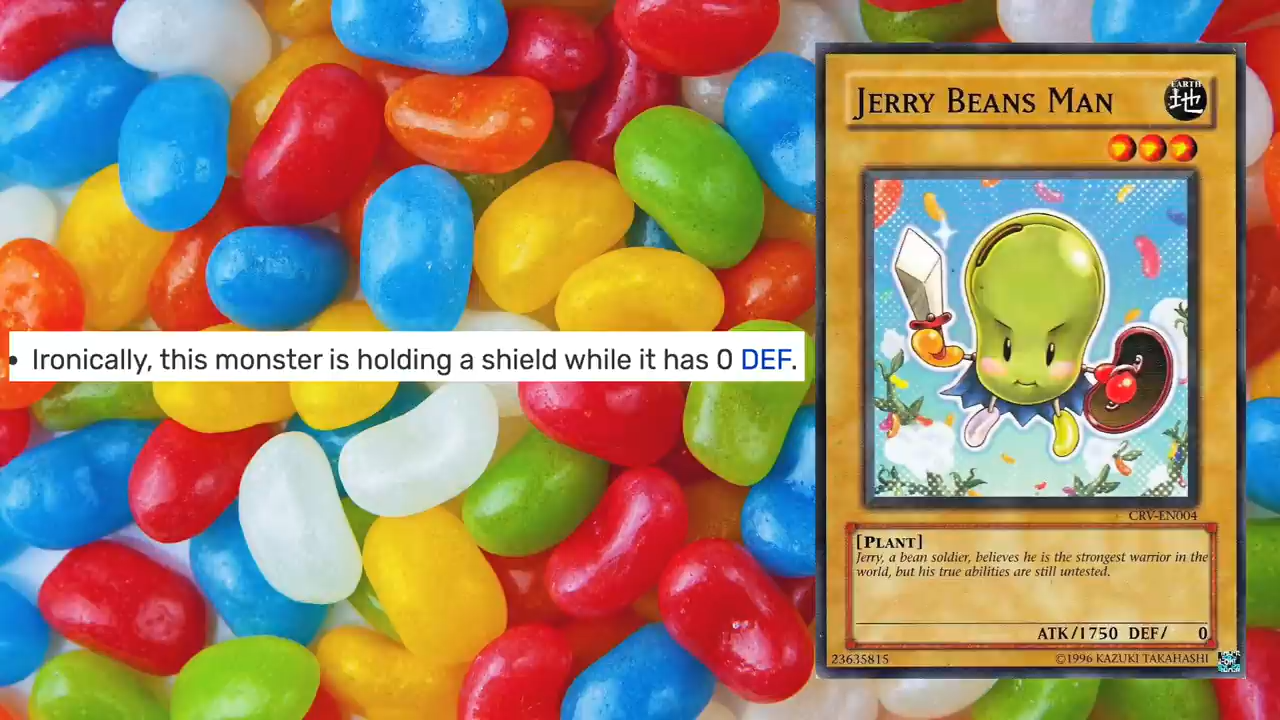 • Ironically, this monster is holding a shield while it has 0 DEF.
JERRY BEANS MAN
EARTH
地
CRV-EN004
[PLANT]
Jerry, a bean soldier, believes he is the strongest warrior in the
world, but his true abilities are still untested.
ATK/1750 DEF/ 0
23635815
©1996 KAZUKI TAKAHASHI